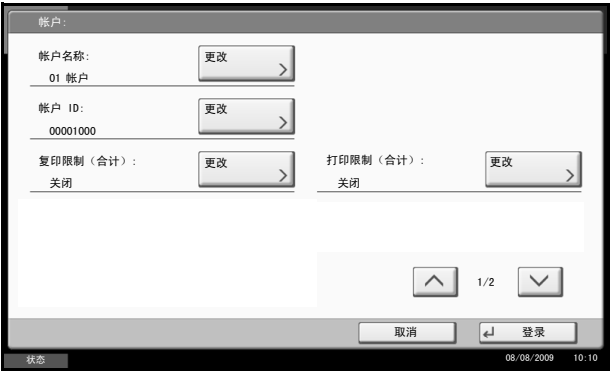 帐户:
帐户名称:
更改
01 帐户
帐户 ID:
更改
00001000
复印限制（合计）:
更改
关闭
打印限制（合计）:
更改
关闭
1/2
取消
登录
状态
08/08/2009 10:10